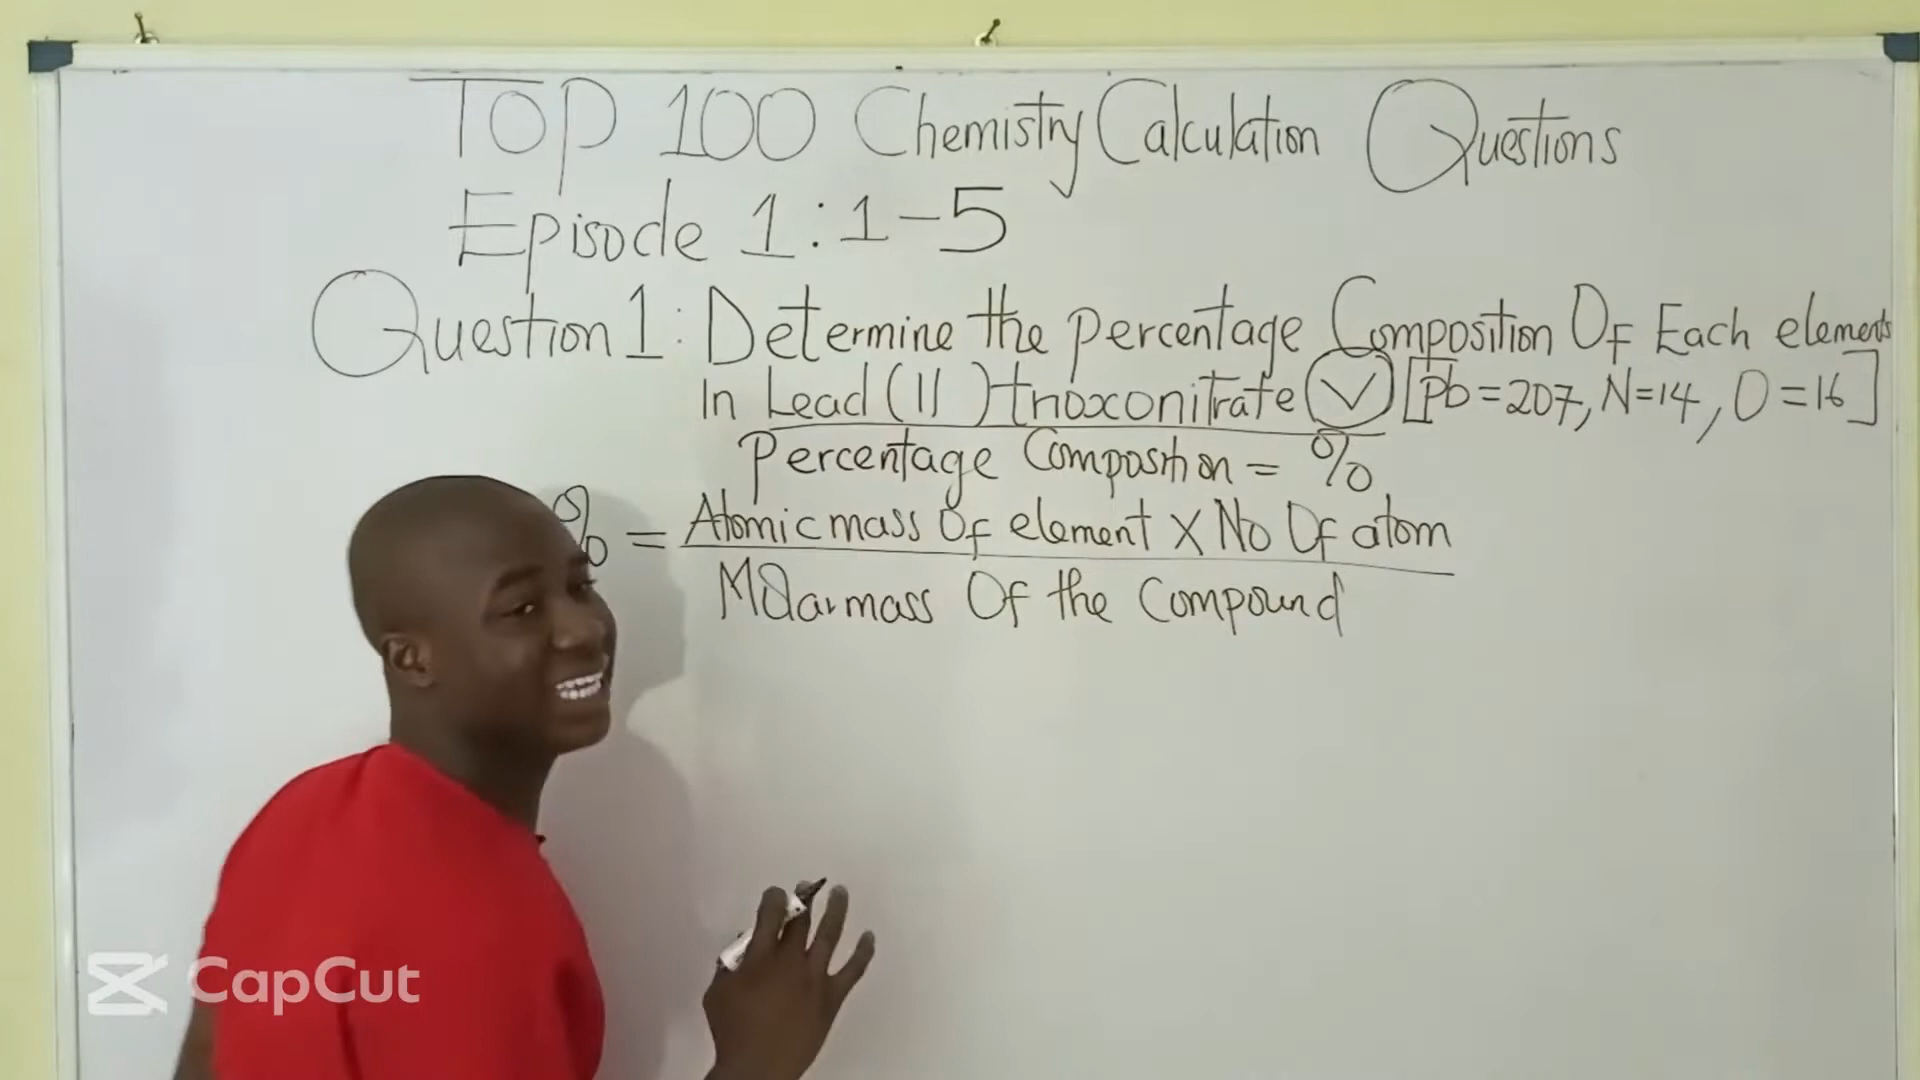 TOP 100 Chemistry Calculation Questions
Episode 1:1-5
Question 1: Determine the percentage Composition Of Each elements
In Lead (II) trioxonitrate (V) [Pb=207, N=14, O=16]
Percentage Composition = %
% = Atomic mass Of element X No Of atom
Molar mass Of the Compound
CapCut